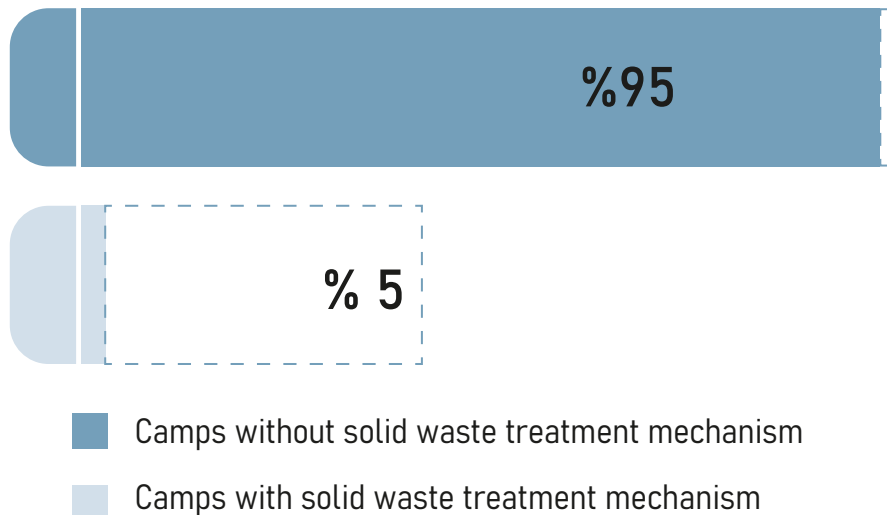 %95
% 5
Camps without solid waste treatment mechanism
Camps with solid waste treatment mechanism